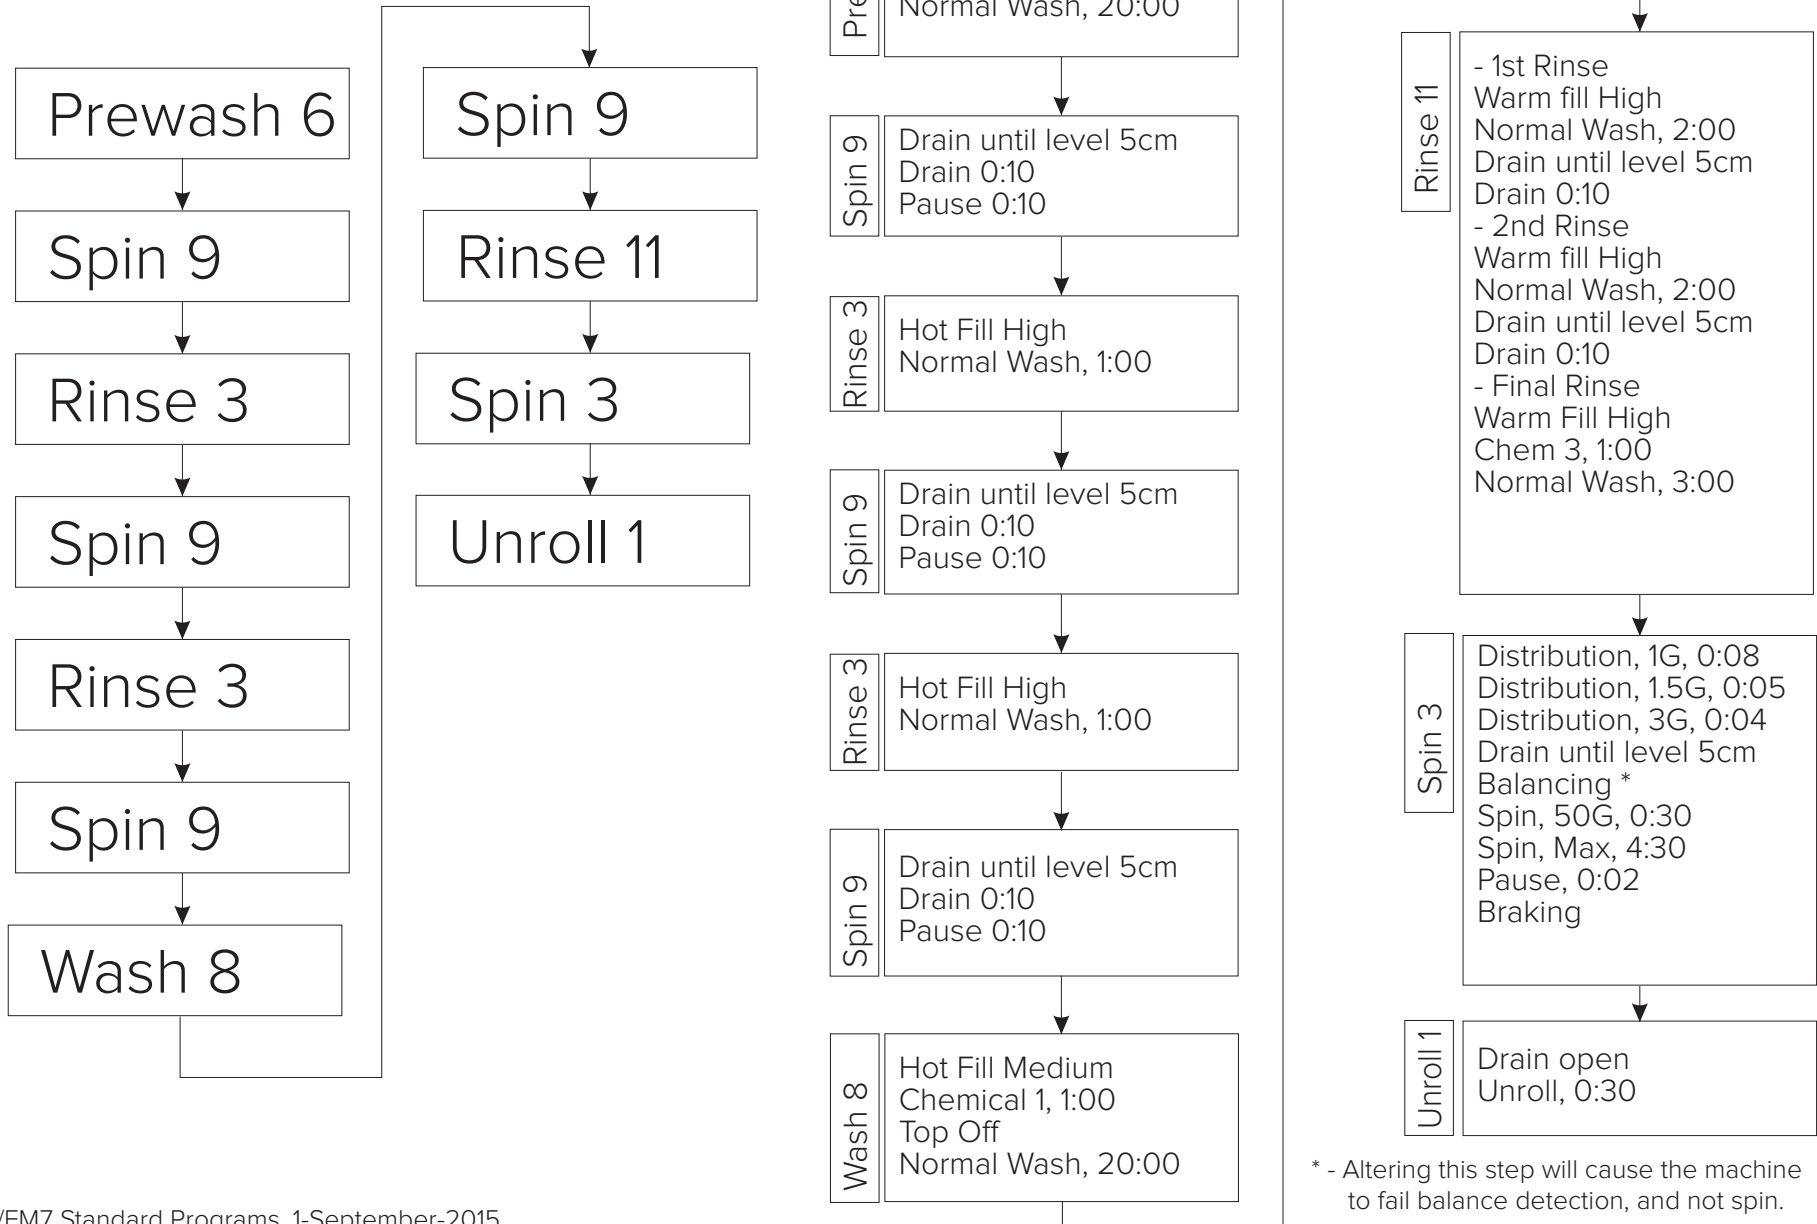 Prewash 6
Spin 9
Rinse 3
Spin 9
Rinse 3
Spin 9
Wash 8
Spin 9
Rinse 11
Spin 3
Unroll 1
Pre
Normal Wash, 20:00
Spin 9
Drain until level 5cm
Drain 0:10
Pause 0:10
Rinse 3
Hot Fill High
Normal Wash, 1:00
Spin 9
Drain until level 5cm
Drain 0:10
Pause 0:10
Rinse 3
Hot Fill High
Normal Wash, 1:00
Spin 9
Drain until level 5cm
Drain 0:10
Pause 0:10
Wash 8
Hot Fill Medium
Chemical 1, 1:00
Top Off
Normal Wash, 20:00
Rinse 11
- 1st Rinse
Warm fill High
Normal Wash, 2:00
Drain until level 5cm
Drain 0:10
- 2nd Rinse
Warm fill High
Normal Wash, 2:00
Drain until level 5cm
Drain 0:10
- Final Rinse
Warm Fill High
Chem 3, 1:00
Normal Wash, 3:00
Spin 3
Distribution, 1G, 0:08
Distribution, 1.5G, 0:05
Distribution, 3G, 0:04
Drain until level 5cm
Balancing *
Spin, 50G, 0:30
Spin, Max, 4:30
Pause, 0:02
Braking
Unroll 1
Drain open
Unroll, 0:30
* - Altering this step will cause the machine
to fail balance detection, and not spin.
/FM7 Standard Programs, 1-September-2015